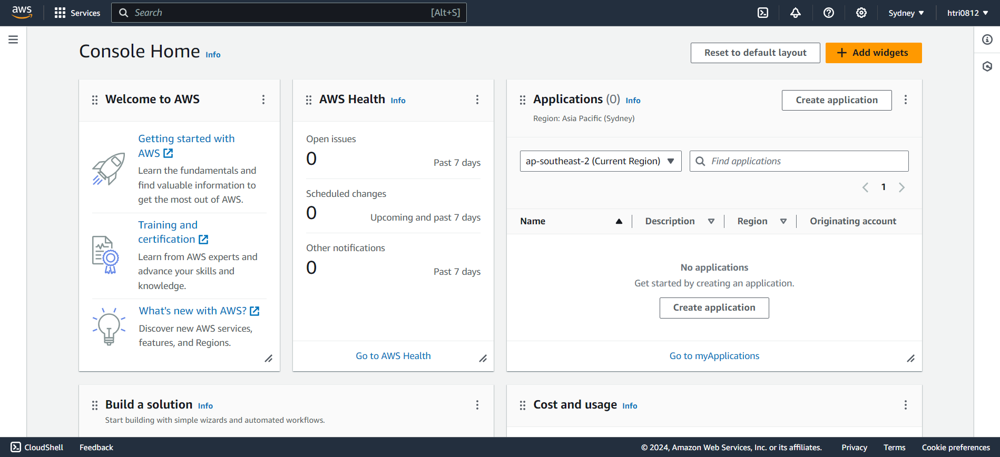 aws
Services
Search
[Alt+S]
Sydney
htri0812
Console Home Info
Reset to default layout
Add widgets
Welcome to AWS
Getting started with
AWS
Learn the fundamentals and
find valuable information to
get the most out of AWS.
Training and
certification
Learn from AWS experts and
advance your skills and
knowledge.
What's new with AWS?
Discover new AWS services,
features, and Regions.
AWS Health Info
Open issues
0
Past 7 days
Scheduled changes
0
Upcoming and past 7 days
Other notifications
0
Past 7 days
Go to AWS Health
Applications (0) Info
Create application
Region: Asia Pacific (Sydney)
ap-southeast-2 (Current Region)
Find applications
1
Name
Description
Region
Originating account
No applications
Get started by creating an application.
Create application
Go to myApplications
Build a solution Info
Start building with simple wizards and automated workflows.
Cost and usage Info
CloudShell
Feedback
© 2024, Amazon Web Services, Inc. or its affiliates.
Privacy
Terms
Cookie preferences